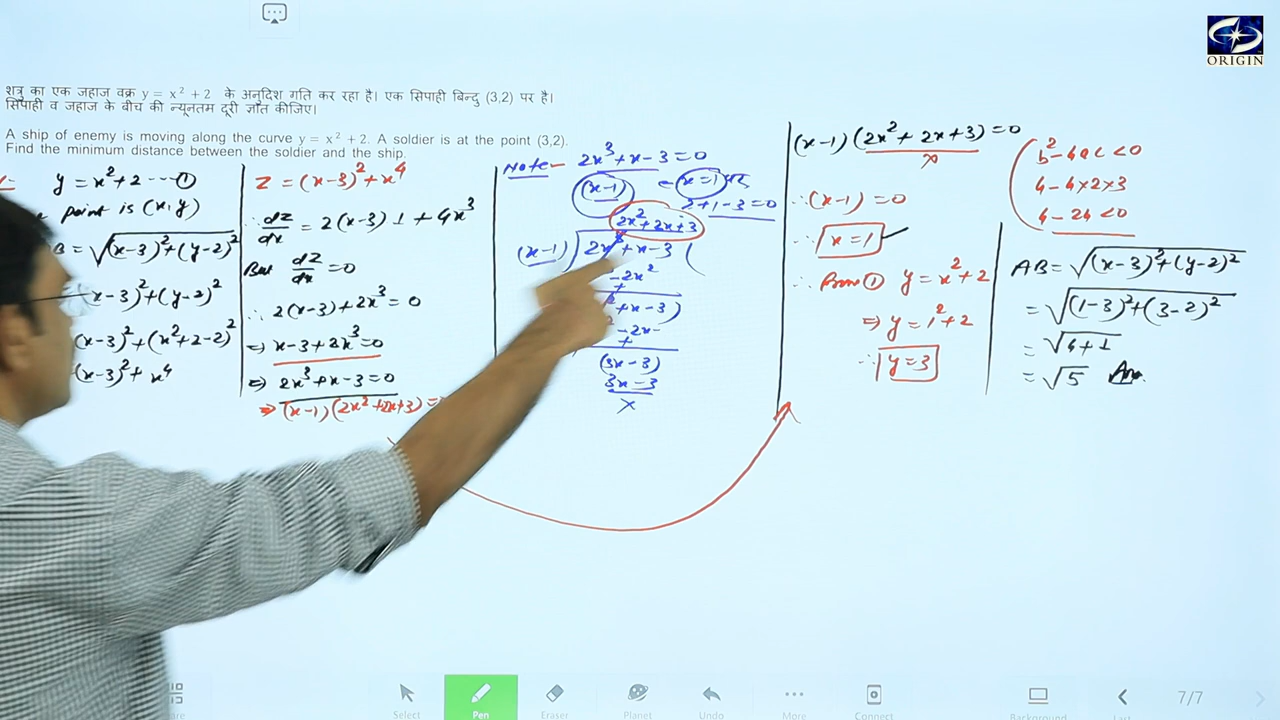 ORIGIN
शत्रु का एक जहाज वक्र y = x² + 2 के अनुदिश गति कर रहा है। एक सिपाही बिन्दु (3,2) पर है।
सिपाही व जहाज के बीच की न्यूनतम दूरी ज्ञात कीजिए।
A ship of enemy is moving along the curve y = x² + 2. A soldier is at the point (3,2).
Find the minimum distance between the soldier and the ship.
y = x²+2 ---- ①
point is (x, y)
B = √(x-3)²+(y-2)²
(x-3)²+(y-2)²
(x-3)²+(x²+2-2)²
(x-3)²+x⁴
Z = (x-3)²+x⁴
∴ dz/dx = 2(x-3)·1 + 4x³
But dz/dx = 0
∴ 2(x-3)+2x³ = 0
⇒ x-3+2x³ = 0
⇒ 2x³+x-3 = 0
⇒ (x-1)(2x²+2x+3) =
Note- 2x³+x-3 = 0
(x-1) x=1
2+1-3=0
2x²+2x+3
(x-1) 2x³+x-3
-2x²
+
+x-3)
-2x
+
(3x-3)
3x-3
x
(x-1)(2x²+2x+3)=0
x
∴ (x-1) = 0
∴ x=1 ✓
∴ From ① y = x²+2
⇒ y = 1²+2
∴ y=3
b²-4ac<0
4-4×2×3
4-24<0
AB = √(x-3)²+(y-2)²
= √(1-3)²+(3-2)²
= √4+1
= √5 Ans.
Select
Pen
Eraser
Planet
Undo
More
Connect
Background
7/7